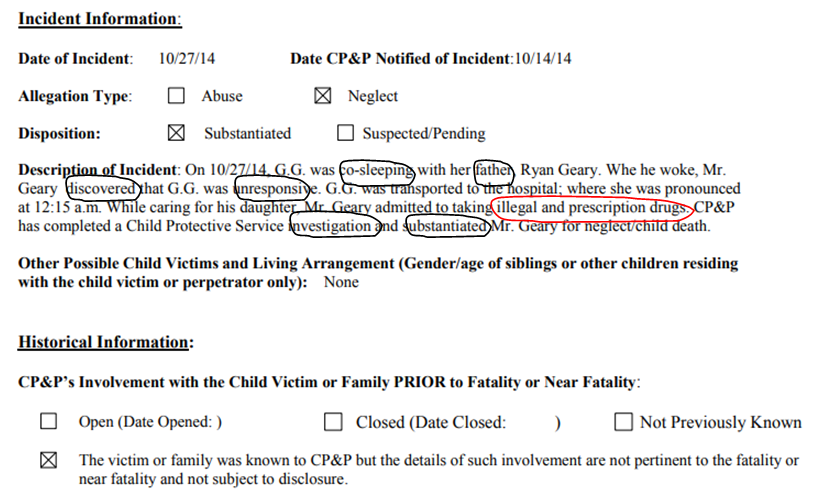 Incident Information:
Date of Incident: 10/27/14 Date CP&P Notified of Incident:10/14/14
Allegation Type: ☐ Abuse ☒ Neglect
Disposition: ☒ Substantiated ☐ Suspected/Pending
Description of Incident: On 10/27/14, G.G. was co-sleeping with her father, Ryan Geary. Whe he woke, Mr.
Geary discovered that G.G. was unresponsive. G.G. was transported to the hospital; where she was pronounced
at 12:15 a.m. While caring for his daughter, Mr. Geary admitted to taking illegal and prescription drugs. CP&P
has completed a Child Protective Service investigation and substantiated Mr. Geary for neglect/child death.
Other Possible Child Victims and Living Arrangement (Gender/age of siblings or other children residing
with the child victim or perpetrator only): None
Historical Information:
CP&P's Involvement with the Child Victim or Family PRIOR to Fatality or Near Fatality:
☐ Open (Date Opened: ) ☐ Closed (Date Closed: ) ☐ Not Previously Known
☒ The victim or family was known to CP&P but the details of such involvement are not pertinent to the fatality or
near fatality and not subject to disclosure.